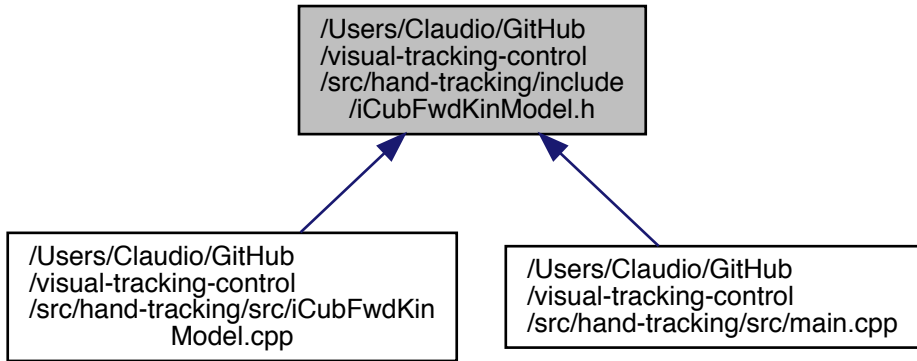 /Users/Claudio/GitHub
/visual-tracking-control
/src/hand-tracking/include
/iCubFwdKinModel.h
/Users/Claudio/GitHub
/visual-tracking-control
/src/hand-tracking/src/iCubFwdKin
Model.cpp
/Users/Claudio/GitHub
/visual-tracking-control
/src/hand-tracking/src/main.cpp